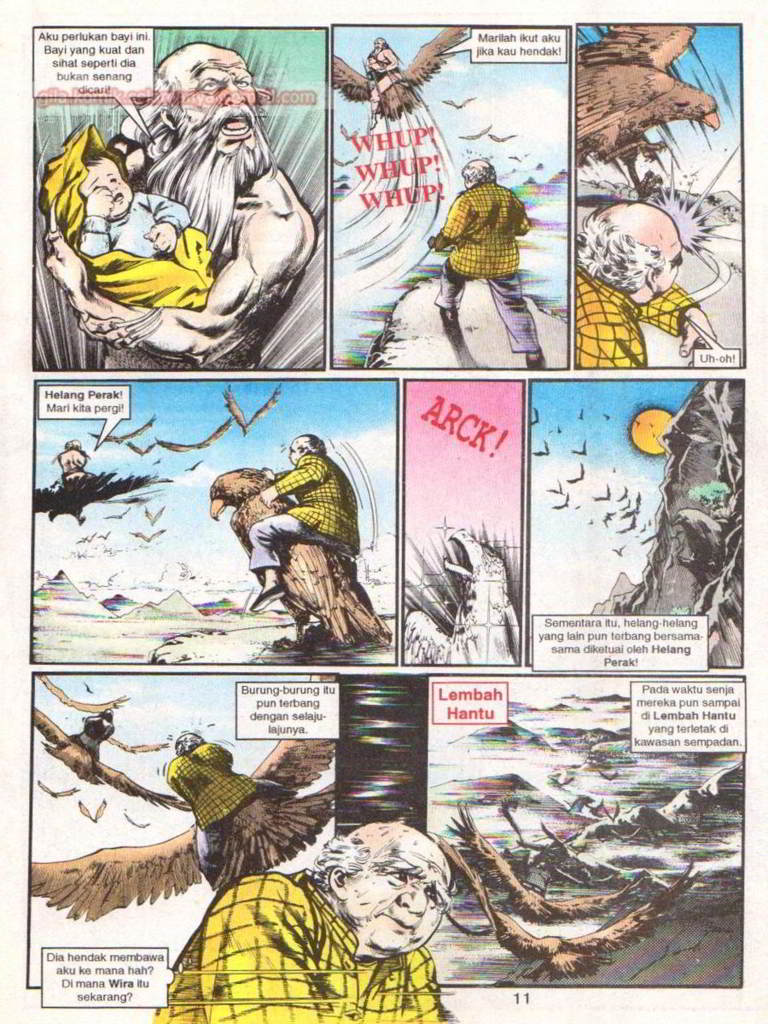 Aku perlukan bayi ini.
Bayi yang kuat dan
sihat seperti dia
bukan senang
dicari!
Marilah ikut aku
jika kau hendak!
WHUP!
WHUP!
WHUP!
Uh-oh!
Helang Perak!
Mari kita pergi!
ARCK!
Sementara itu, helang-helang
yang lain pun terbang bersama-
sama diketuai oleh Helang
Perak!
Burung-burung itu
pun terbang
dengan selaju-
lajunya.
Lembah
Hantu
Pada waktu senja
mereka pun sampai
di Lembah Hantu
yang terletak di
kawasan sempadan.
Dia hendak membawa
aku ke mana hah?
Di mana Wira itu
sekarang?
11